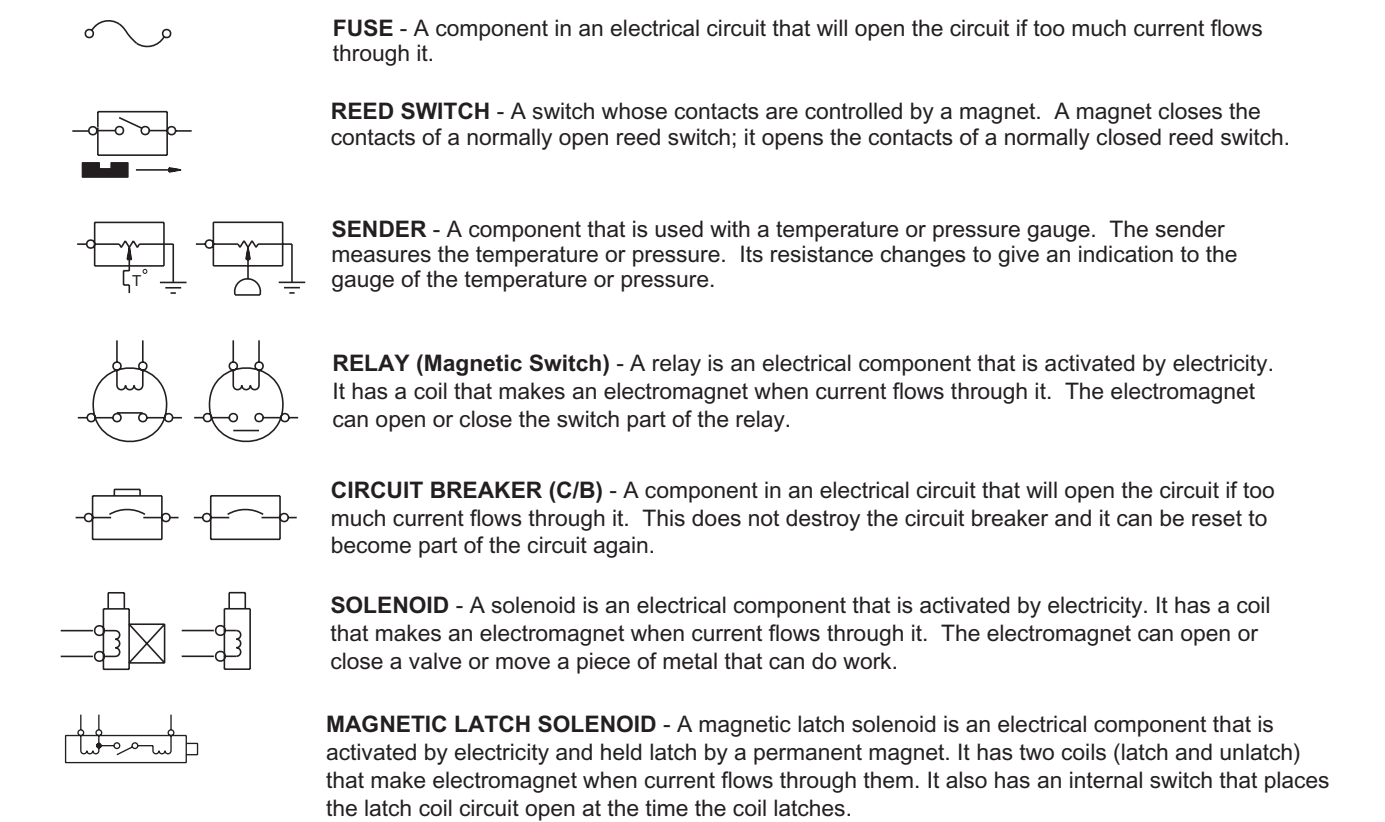 FUSE - A component in an electrical circuit that will open the circuit if too much current flows
through it.
REED SWITCH - A switch whose contacts are controlled by a magnet. A magnet closes the
contacts of a normally open reed switch; it opens the contacts of a normally closed reed switch.
SENDER - A component that is used with a temperature or pressure gauge. The sender
measures the temperature or pressure. Its resistance changes to give an indication to the
gauge of the temperature or pressure.
T°
RELAY (Magnetic Switch) - A relay is an electrical component that is activated by electricity.
It has a coil that makes an electromagnet when current flows through it. The electromagnet
can open or close the switch part of the relay.
CIRCUIT BREAKER (C/B) - A component in an electrical circuit that will open the circuit if too
much current flows through it. This does not destroy the circuit breaker and it can be reset to
become part of the circuit again.
SOLENOID - A solenoid is an electrical component that is activated by electricity. It has a coil
that makes an electromagnet when current flows through it. The electromagnet can open or
close a valve or move a piece of metal that can do work.
MAGNETIC LATCH SOLENOID - A magnetic latch solenoid is an electrical component that is
activated by electricity and held latch by a permanent magnet. It has two coils (latch and unlatch)
that make electromagnet when current flows through them. It also has an internal switch that places
the latch coil circuit open at the time the coil latches.